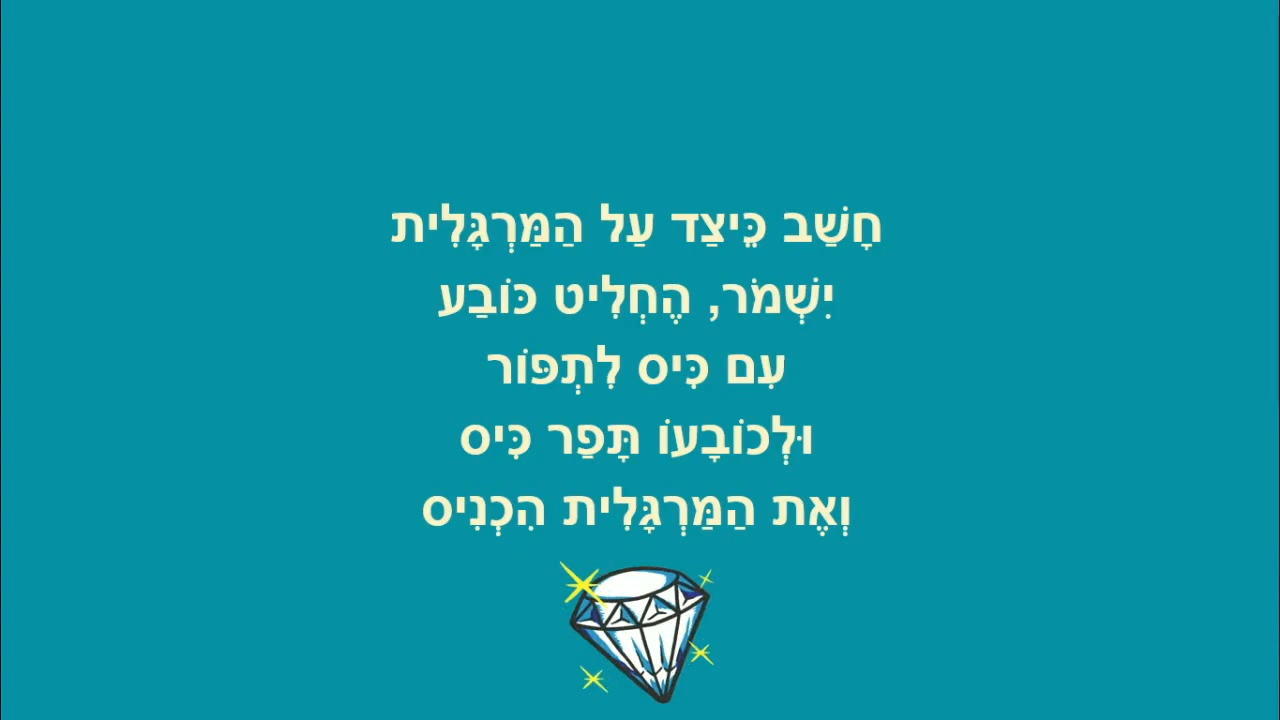 חָשַׁב כֵּיצַד עַל הַמַּרְגָּלִית
יִשְׁמֹר, הֶחְלִיט כּוֹבַע
עִם כִּיס לִתְפּוֹר
וּלְכוֹבָעוֹ תָּפַר כִּיס
וְאֶת הַמַּרְגָּלִית הִכְנִיס